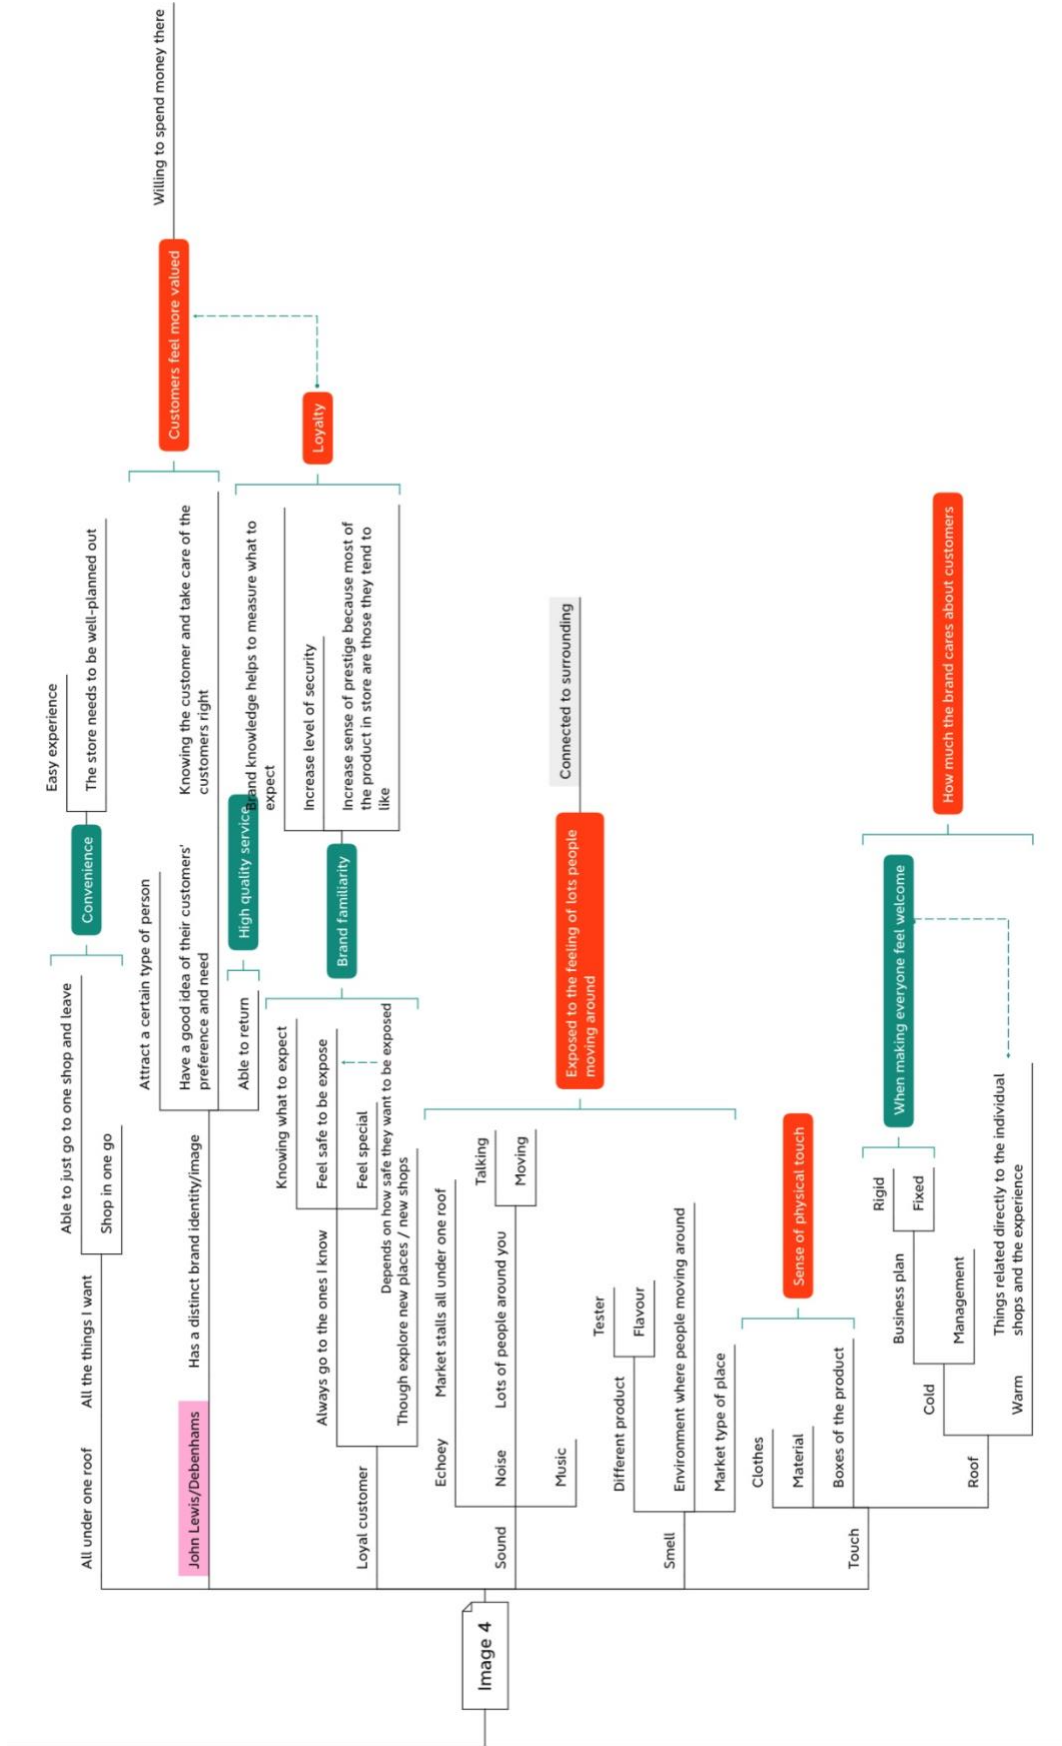 Image 4
All under one roof
All the things I want
Able to just go to one shop and leave
Shop in one go
Convenience
Easy experience
The store needs to be well-planned out
John Lewis/Debenhams
Has a distinct brand identity/image
Attract a certain type of person
Have a good idea of their customers'
preference and need
Knowing the customer and take care of the
customers right
Able to return
High quality service
Customers feel more valued
Willing to spend money there
Loyal customer
Always go to the ones I know
Knowing what to expect
Feel safe to be expose
Feel special
Depends on how safe they want to be exposed
Though explore new places / new shops
Brand familiarity
Brand knowledge helps to measure what to
expect
Increase level of security
Increase sense of prestige because most of
the product in store are those they tend to
like
Loyalty
Sound
Echoey
Market stalls all under one roof
Noise
Lots of people around you
Talking
Moving
Music
Smell
Different product
Tester
Flavour
Environment where people moving around
Market type of place
Exposed to the feeling of lots people
moving around
Connected to surrounding
Touch
Clothes
Material
Boxes of the product
Sense of physical touch
Roof
Cold
Business plan
Rigid
Fixed
Management
When making everyone feel welcome
Warm
Things related directly to the individual
shops and the experience
How much the brand cares about customers